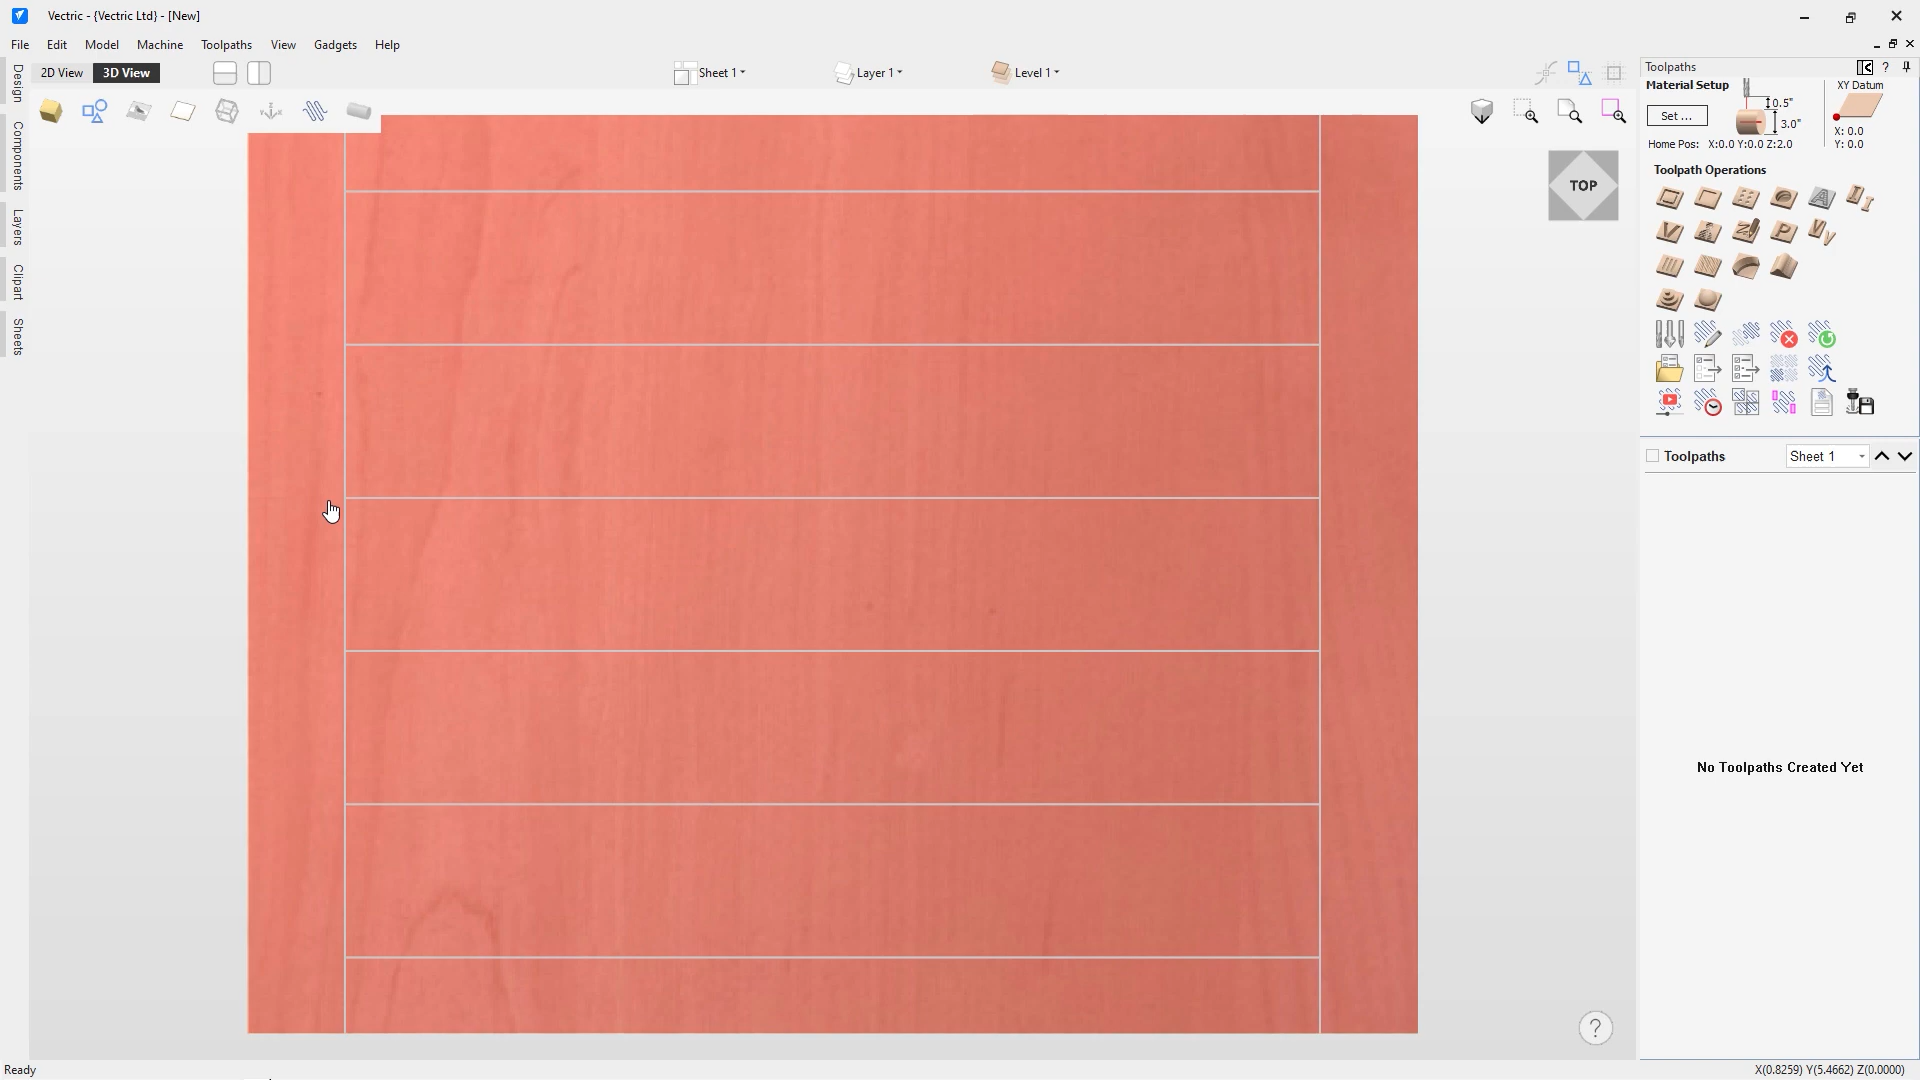 Vectric - {Vectric Ltd} - [New]
File Edit Model Machine Toolpaths View Gadgets Help
2D View 3D View Sheet 1 Layer 1 Level 1
Toolpaths
Material Setup
Set ...
0.5"
3.0"
XY Datum
X: 0.0
Y: 0.0
Home Pos: X:0.0 Y:0.0 Z:2.0
Toolpath Operations
Toolpaths Sheet 1
No Toolpaths Created Yet
Design
Components
Layers
Clipart
Sheets
TOP
?
Ready
X(0.8259) Y(5.4662) Z(0.0000)